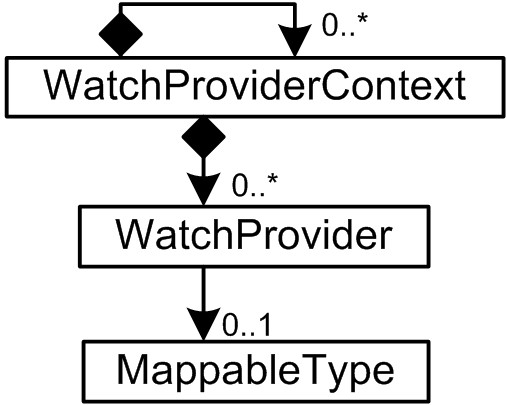 0..*
WatchProviderContext
0..*
WatchProvider
0..1
MappableType